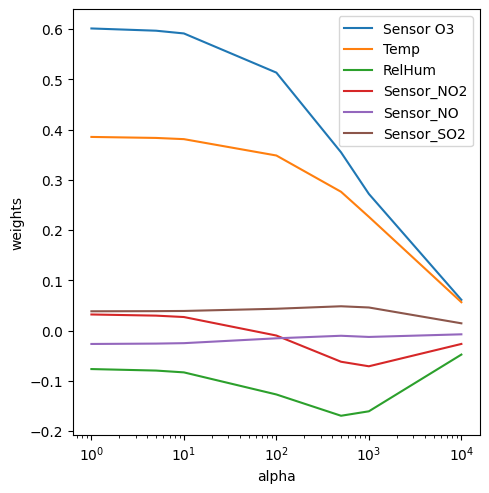 0.6
0.5
0.4
0.3
0.2
0.1
0.0
−0.1
−0.2
weights
10^0
10^1
10^2
10^3
10^4
alpha
Sensor O3
Temp
RelHum
Sensor_NO2
Sensor_NO
Sensor_SO2